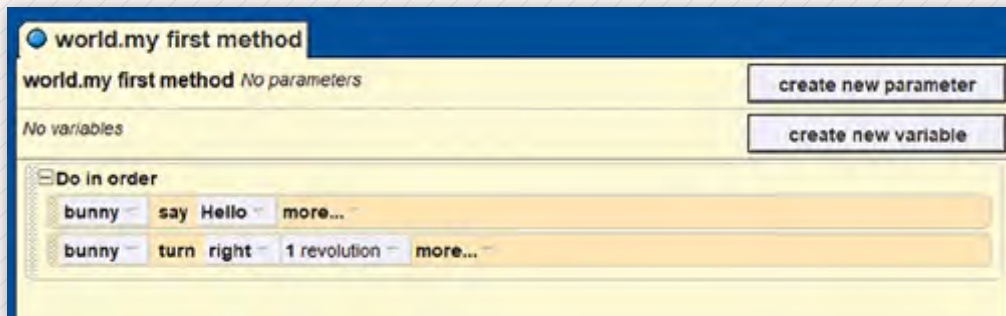 world.my first method
world.my first method No parameters
create new parameter
No variables
create new variable
Do in order
bunny say Hello more...
bunny turn right 1 revolution more...